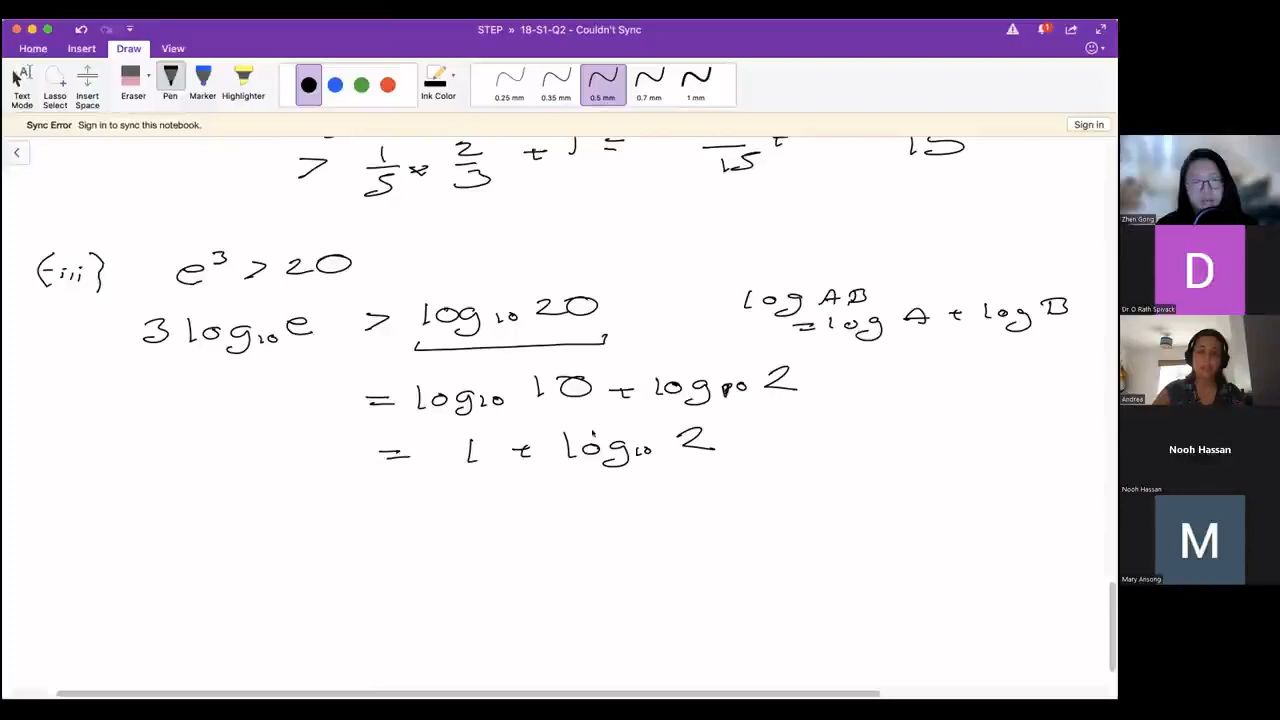 STEP » 18-S1-Q2 - Couldn't Sync
Home Insert Draw View
Text Mode
Lasso Select
Insert Space
Eraser
Pen
Marker
Highlighter
Ink Color
0.25 mm
0.35 mm
0.5 mm
0.7 mm
1 mm
Sync Error Sign in to sync this notebook.
Sign in
> 1/5 × 2/3 + 1 = 15 + 15
(iii) e³ > 20
3 log₁₀ e > log₁₀ 20
log AB
= log A + log B
= log₁₀ 10 + log₁₀ 2
= 1 + log₁₀ 2
Zhen Gong
D
Dr O Rath Spivack
Andrea
Nooh Hassan
Nooh Hassan
M
Mary Ansong
1